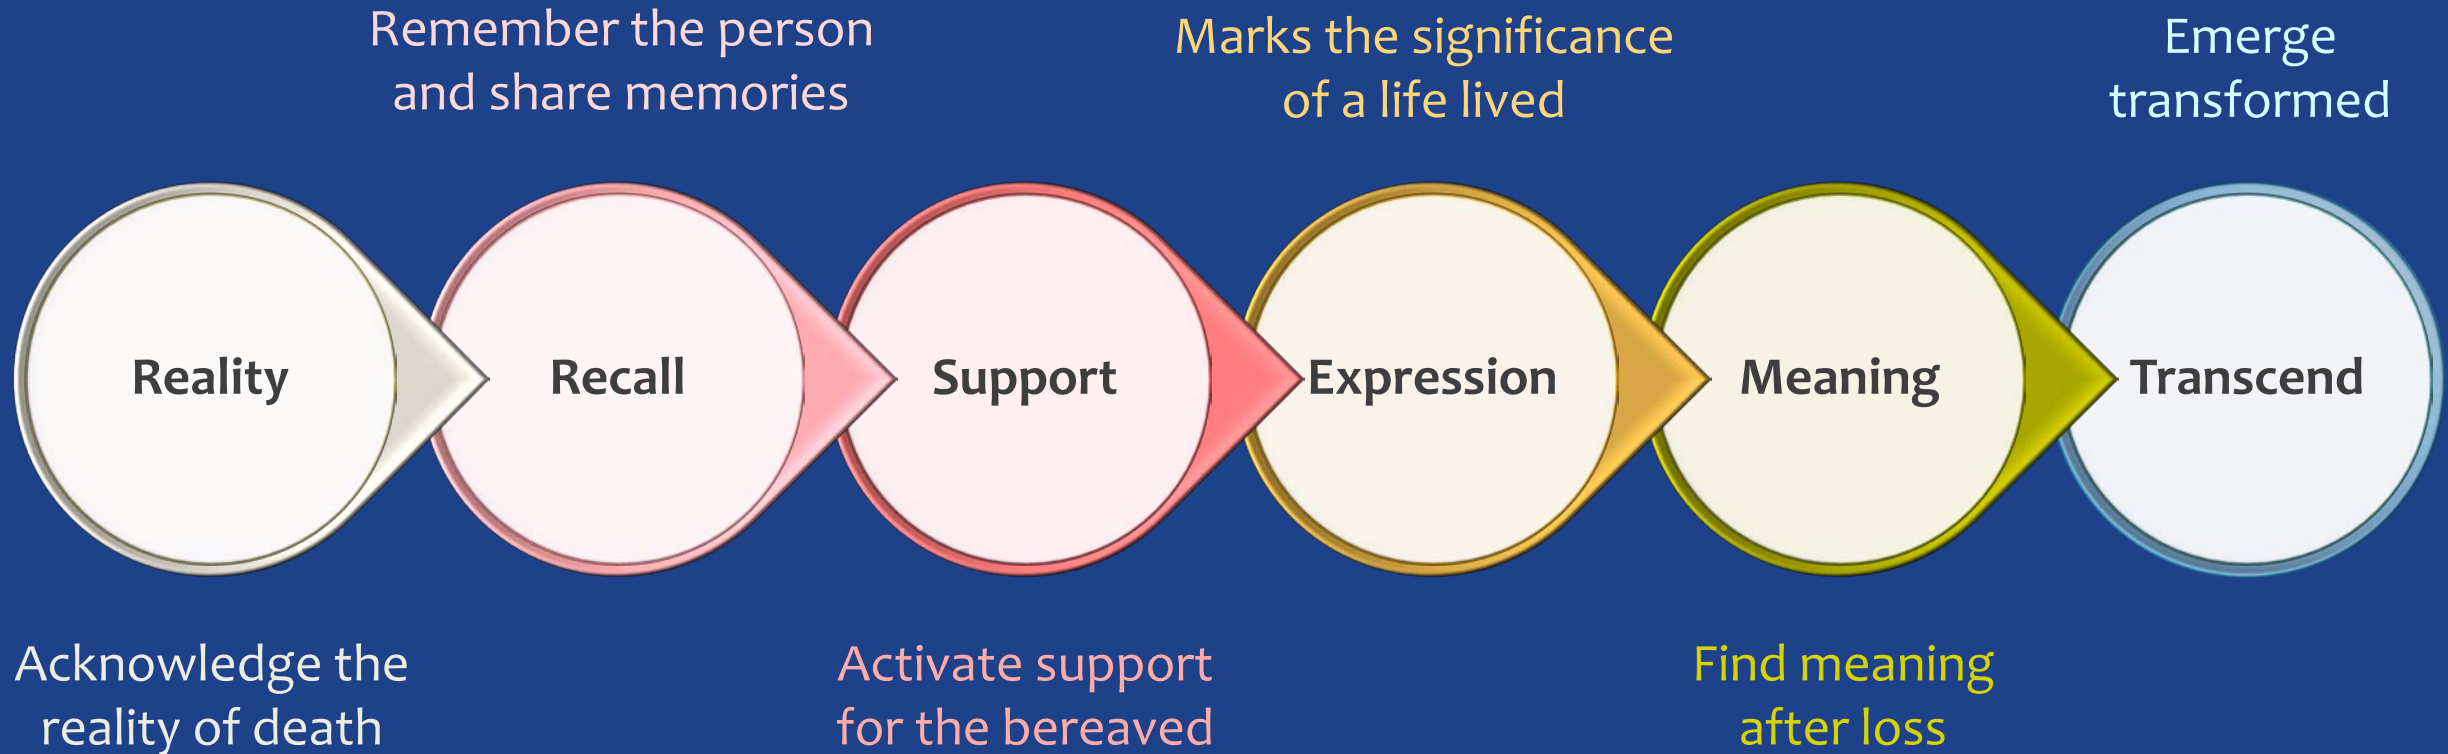 Remember the person
and share memories
Marks the significance
of a life lived
Emerge
transformed
Reality
Recall
Support
Expression
Meaning
Transcend
Acknowledge the
reality of death
Activate support
for the bereaved
Find meaning
after loss